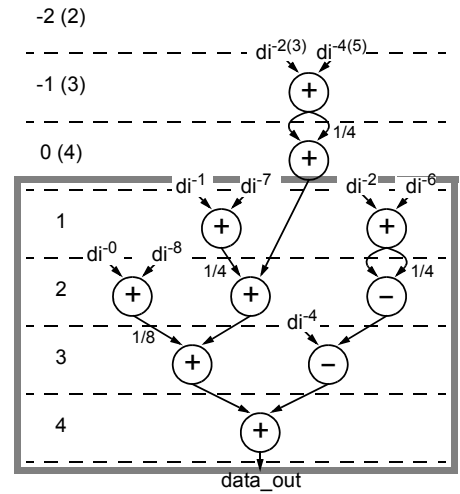 -2 (2)
di-2(3) di-4(5)
-1 (3)
+
1/4
0 (4)
+
di-1 di-7 di-2 di-6
1
+ +
di-0 di-8
1/4 1/4
2
+ + −
di-4
1/8
3
+ −
4
+
data_out